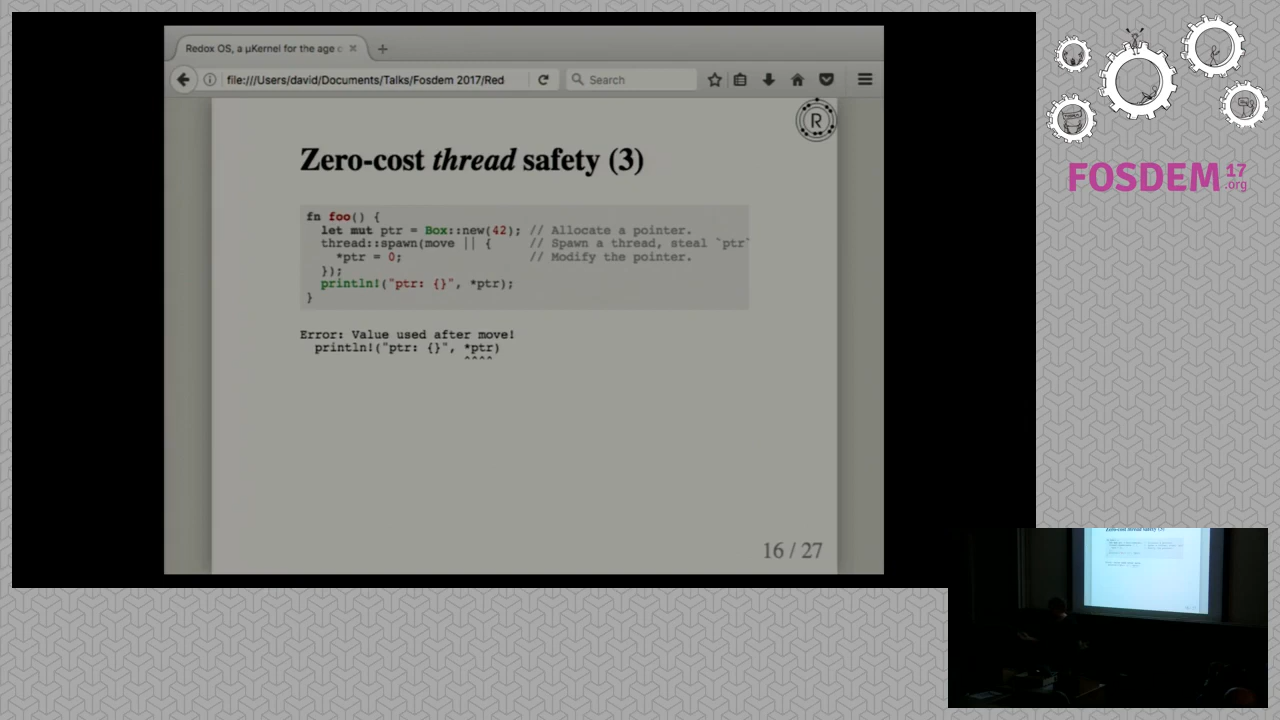 Redox OS, a µKernel for the age o
file:///Users/david/Documents/Talks/Fosdem 2017/Red
Search
R
Zero-cost thread safety (3)
fn foo() {
let mut ptr = Box::new(42); // Allocate a pointer.
thread::spawn(move || { // Spawn a thread, steal `ptr`
*ptr = 0; // Modify the pointer.
});
println!("ptr: {}", *ptr);
}
Error: Value used after move!
println!("ptr: {}", *ptr)
^^^^
16 / 27
FOSDEM 17
.org